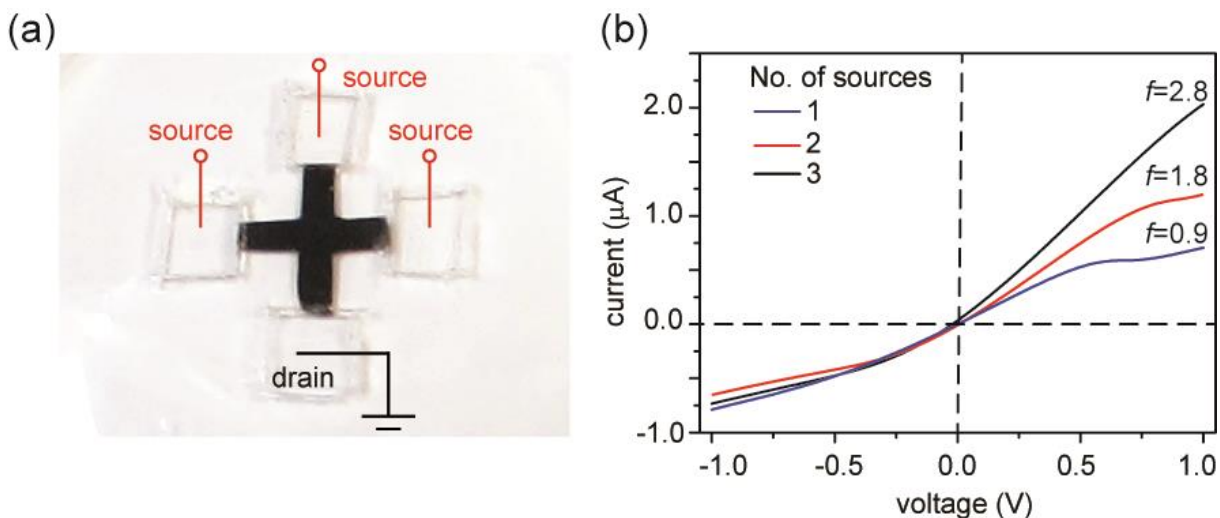 (a)
source
source
source
drain
(b)
No. of sources
1
2
3
f=2.8
f=1.8
f=0.9
2.0
1.0
0.0
-1.0
current (μA)
-1.0
-0.5
0.0
0.5
1.0
voltage (V)